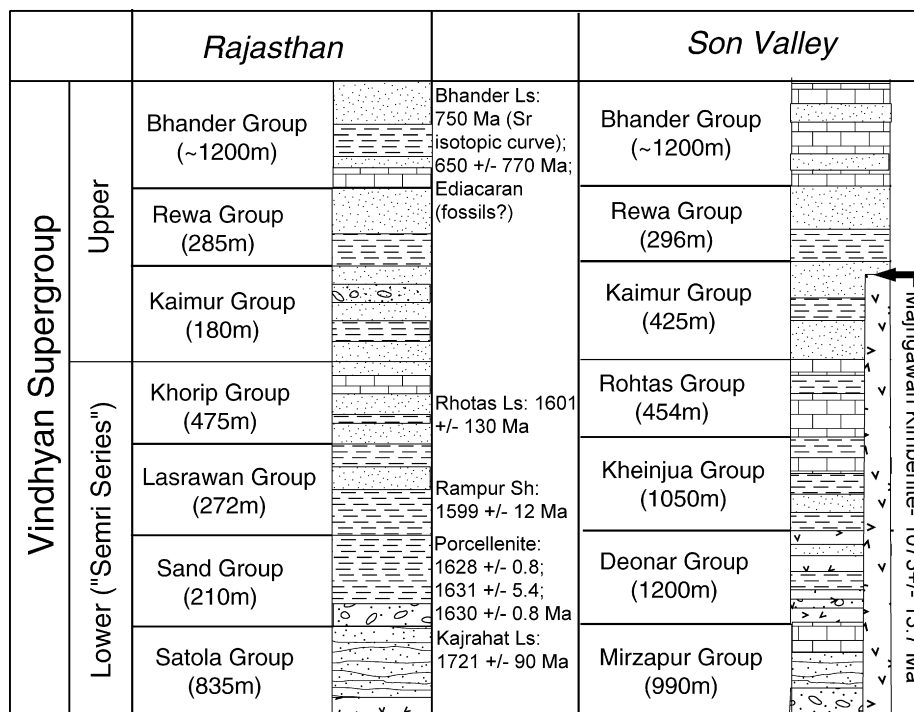 Rajasthan
Son Valley
Vindhyan Supergroup
Upper
Lower ("Semri Series")
Bhander Group
(~1200m)
Rewa Group
(285m)
Kaimur Group
(180m)
Khorip Group
(475m)
Lasrawan Group
(272m)
Sand Group
(210m)
Satola Group
(835m)
Bhander Ls:
750 Ma (Sr
isotopic curve);
650 +/- 770 Ma;
Ediacaran
(fossils?)
Rhotas Ls: 1601
+/- 130 Ma
Rampur Sh:
1599 +/- 12 Ma
Porcellenite:
1628 +/- 0.8;
1631 +/- 5.4;
1630 +/- 0.8 Ma
Kajrahat Ls:
1721 +/- 90 Ma
Bhander Group
(~1200m)
Rewa Group
(296m)
Kaimur Group
(425m)
Rohtas Group
(454m)
Kheinjua Group
(1050m)
Deonar Group
(1200m)
Mirzapur Group
(990m)
Majhgawan Kimberlite- Ma